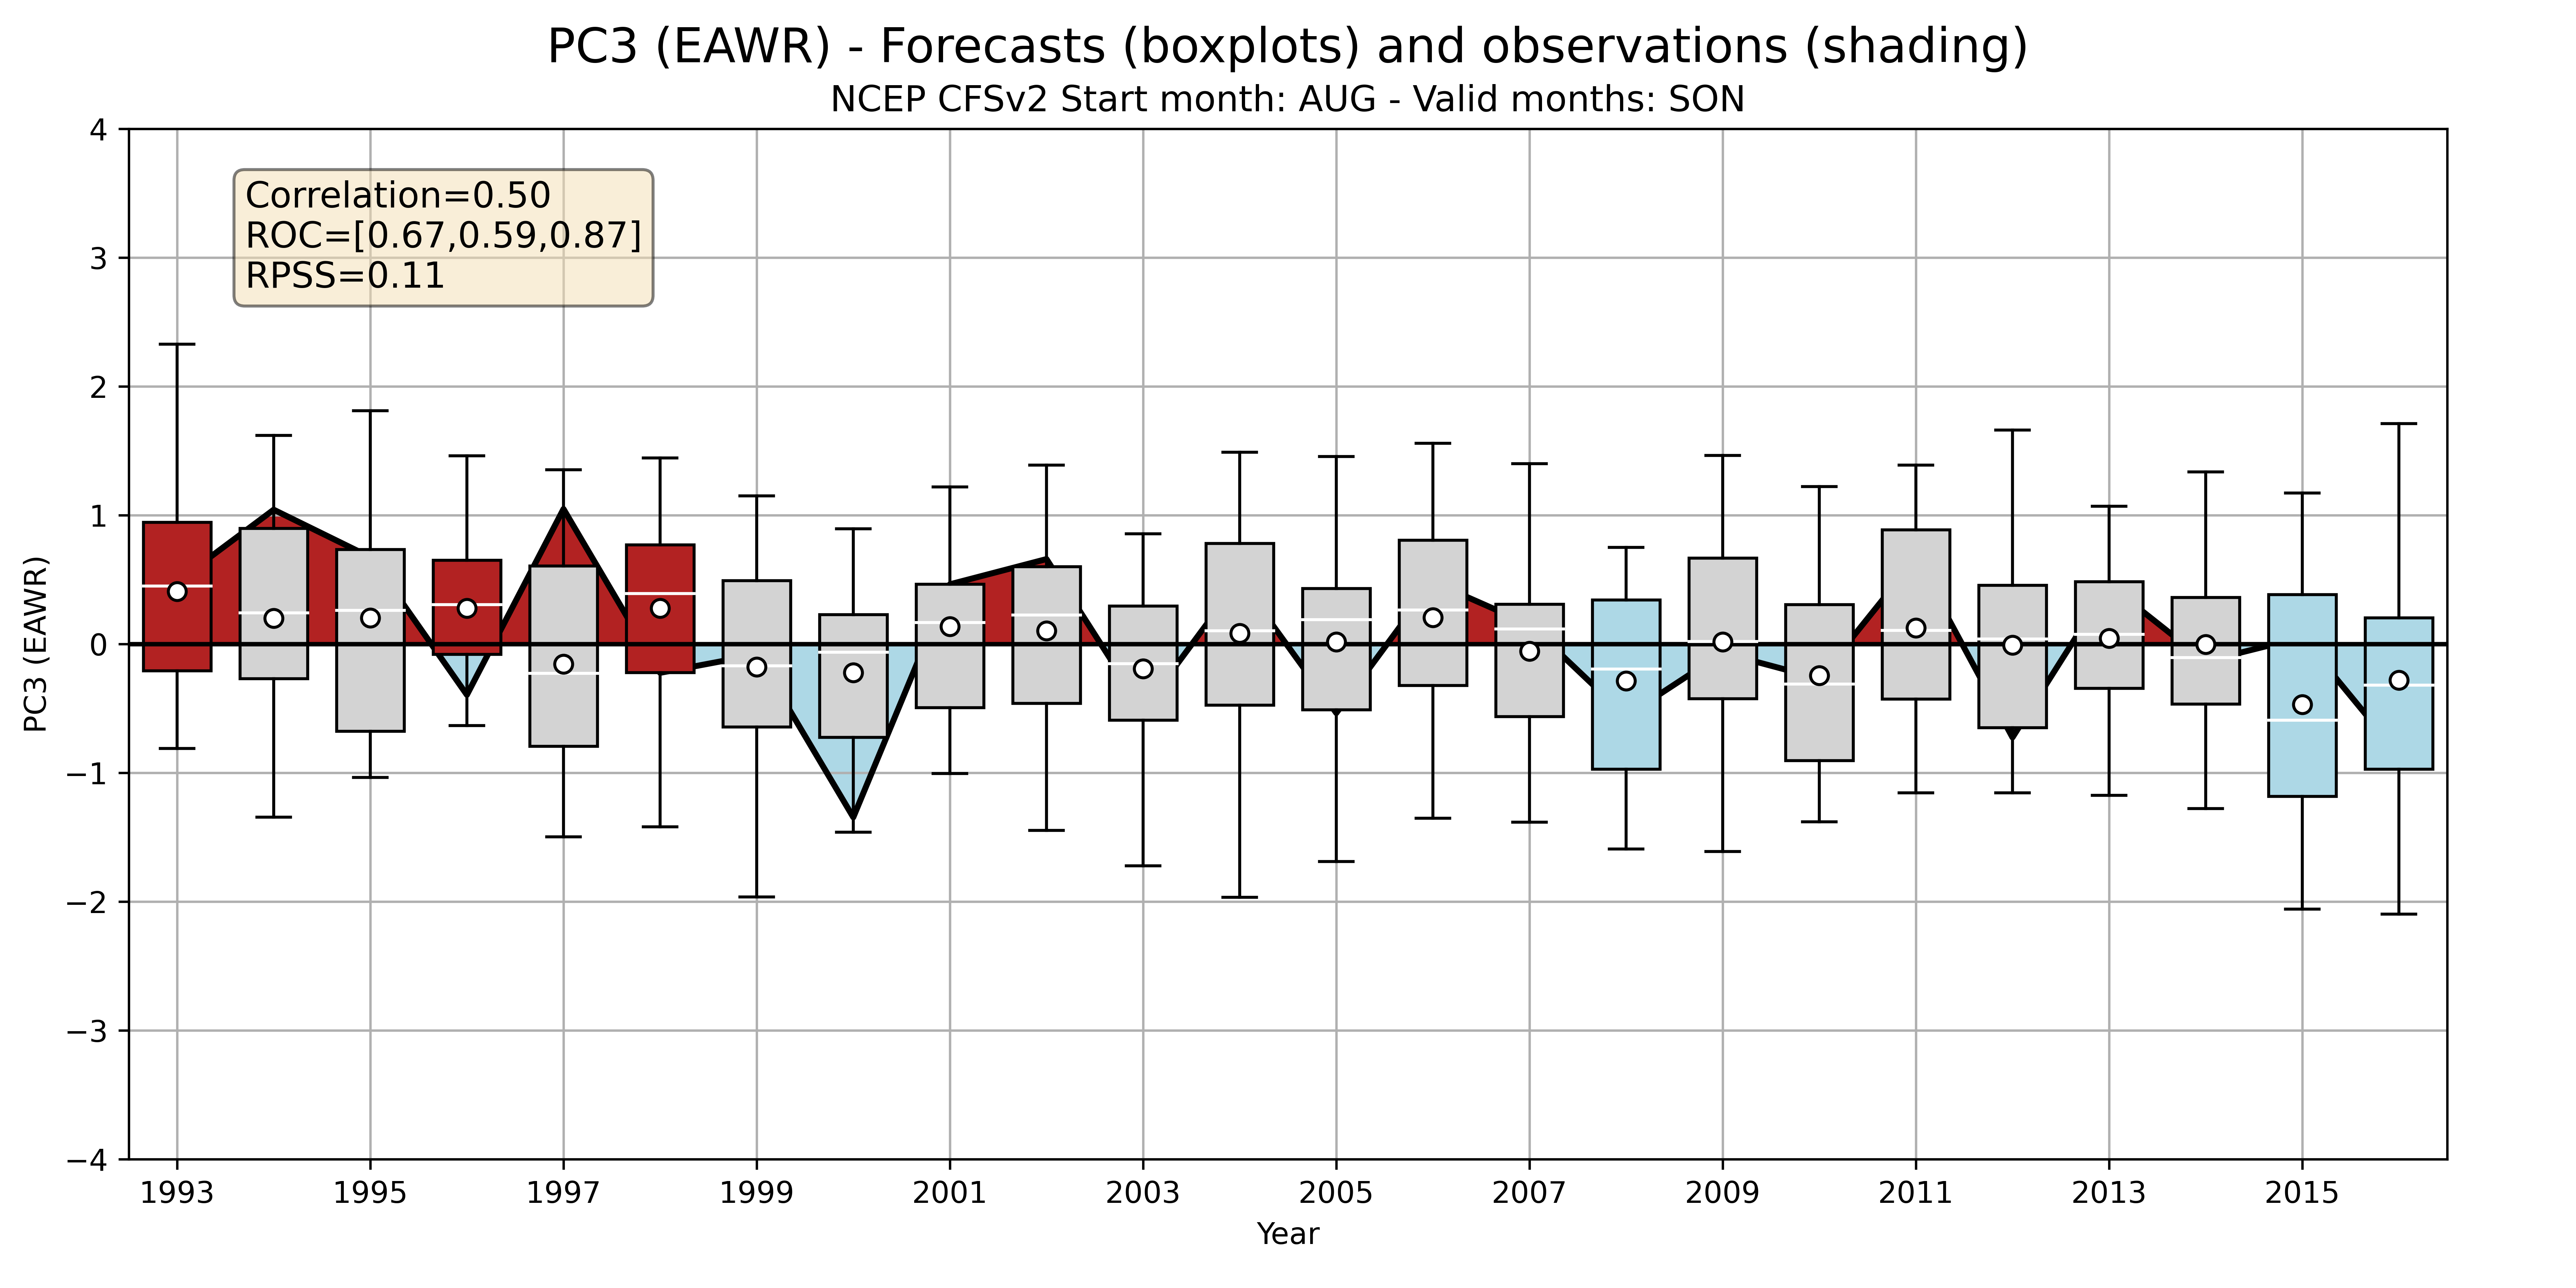 PC3 (EAWR) - Forecasts (boxplots) and observations (shading)
NCEP CFSv2 Start month: AUG - Valid months: SON
Correlation=0.50
ROC=[0.67,0.59,0.87]
RPSS=0.11
PC3 (EAWR)
4
3
2
1
0
−1
−2
−3
−4
1993 1995 1997 1999 2001 2003 2005 2007 2009 2011 2013 2015
Year